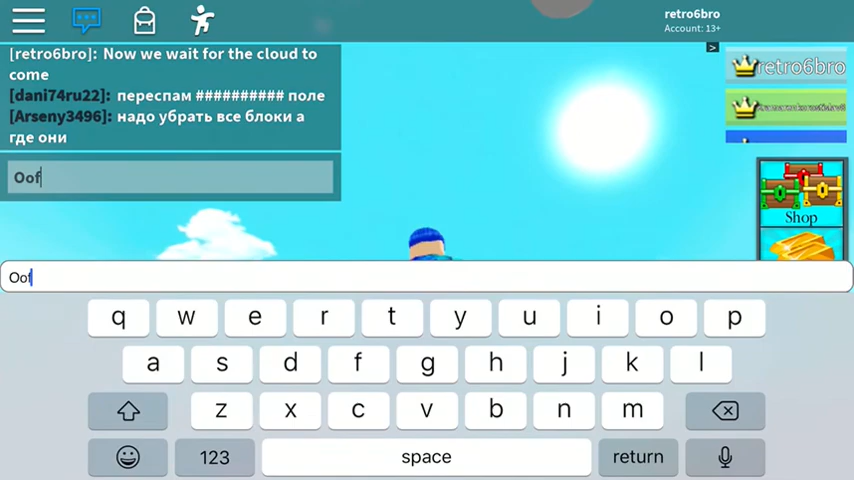 retro6bro
Account: 13+
[retro6bro]: Now we wait for the cloud to
come
[dani74ru22]: переспам ########## поле
[Arseny3496]: надо убрать все блоки а
где они
>
retro6bro
Oof
Shop
Oof
q w e r t y u i o p
a s d f g h j k l
z x c v b n m
123 space return